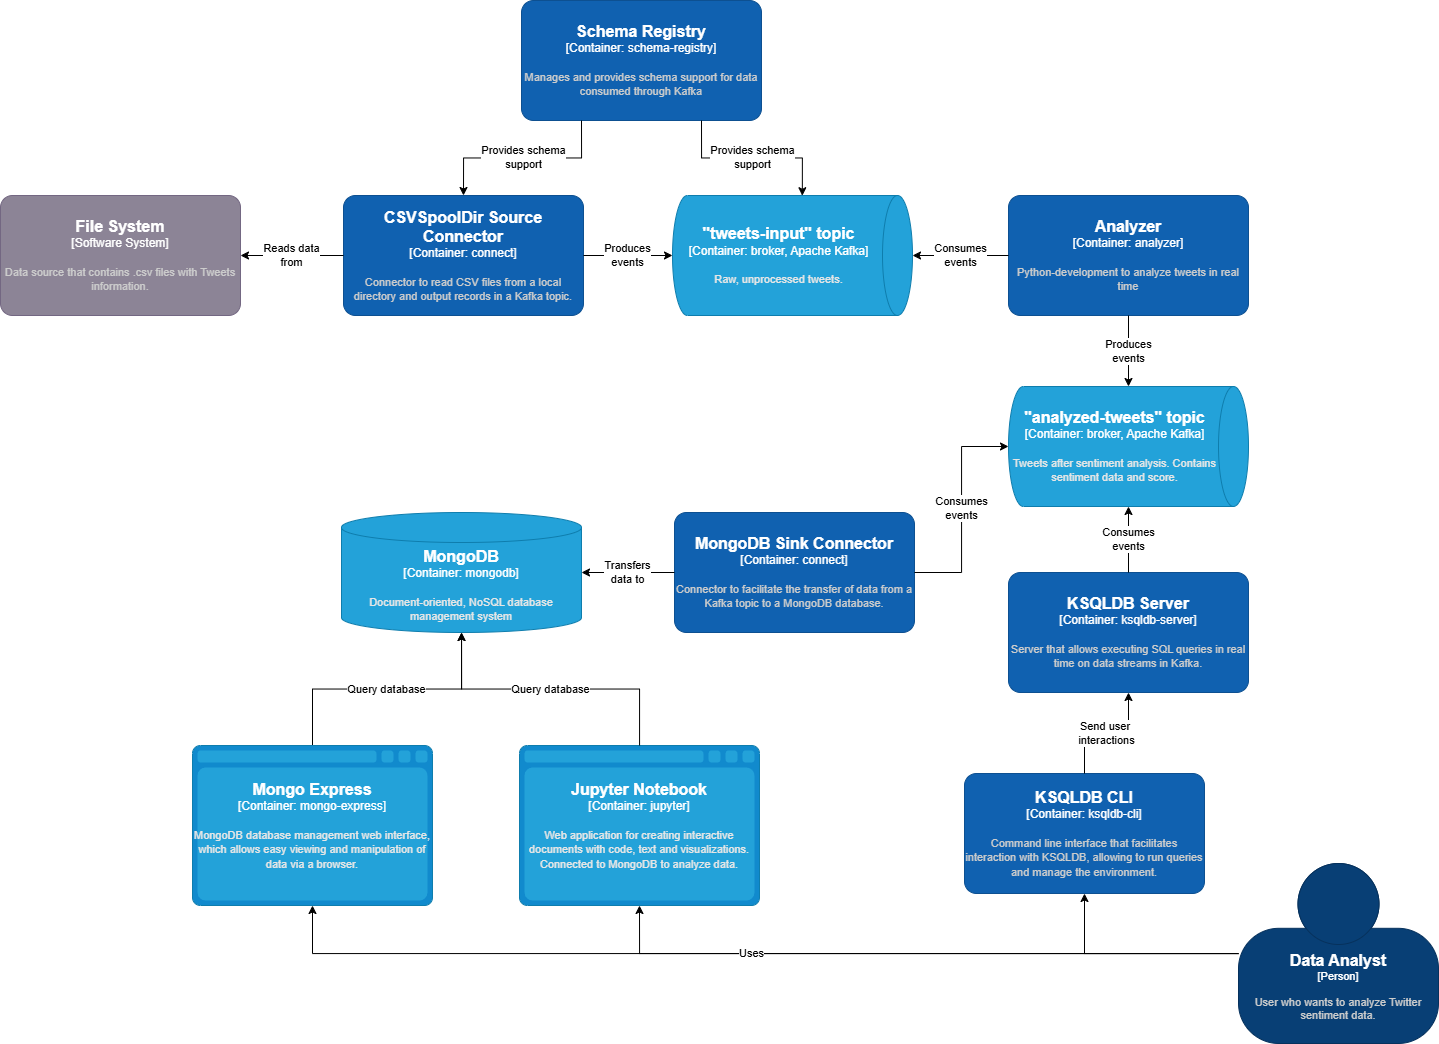 Schema Registry
[Container: schema-registry]
Manages and provides schema support for data
consumed through Kafka
Provides schema
support
Provides schema
support
File System
[Software System]
Data source that contains .csv files with Tweets
information.
Reads data
from
CSVSpoolDir Source
Connector
[Container: connect]
Connector to read CSV files from a local
directory and output records in a Kafka topic.
Produces
events
"tweets-input" topic
[Container: broker, Apache Kafka]
Raw, unprocessed tweets.
Consumes
events
Analyzer
[Container: analyzer]
Python-development to analyze tweets in real
time
Produces
events
"analyzed-tweets" topic
[Container: broker, Apache Kafka]
Tweets after sentiment analysis. Contains
sentiment data and score.
Consumes
events
Consumes
events
MongoDB
[Container: mongodb]
Document-oriented, NoSQL database
management system
Transfers
data to
MongoDB Sink Connector
[Container: connect]
Connector to facilitate the transfer of data from a
Kafka topic to a MongoDB database.
KSQLDB Server
[Container: ksqldb-server]
Server that allows executing SQL queries in real
time on data streams in Kafka.
Query database
Query database
Send user
interactions
Mongo Express
[Container: mongo-express]
MongoDB database management web interface,
which allows easy viewing and manipulation of
data via a browser.
Jupyter Notebook
[Container: jupyter]
Web application for creating interactive
documents with code, text and visualizations.
Connected to MongoDB to analyze data.
KSQLDB CLI
[Container: ksqldb-cli]
Command line interface that facilitates
interaction with KSQLDB, allowing to run queries
and manage the environment.
Uses
Data Analyst
[Person]
User who wants to analyze Twitter
sentiment data.